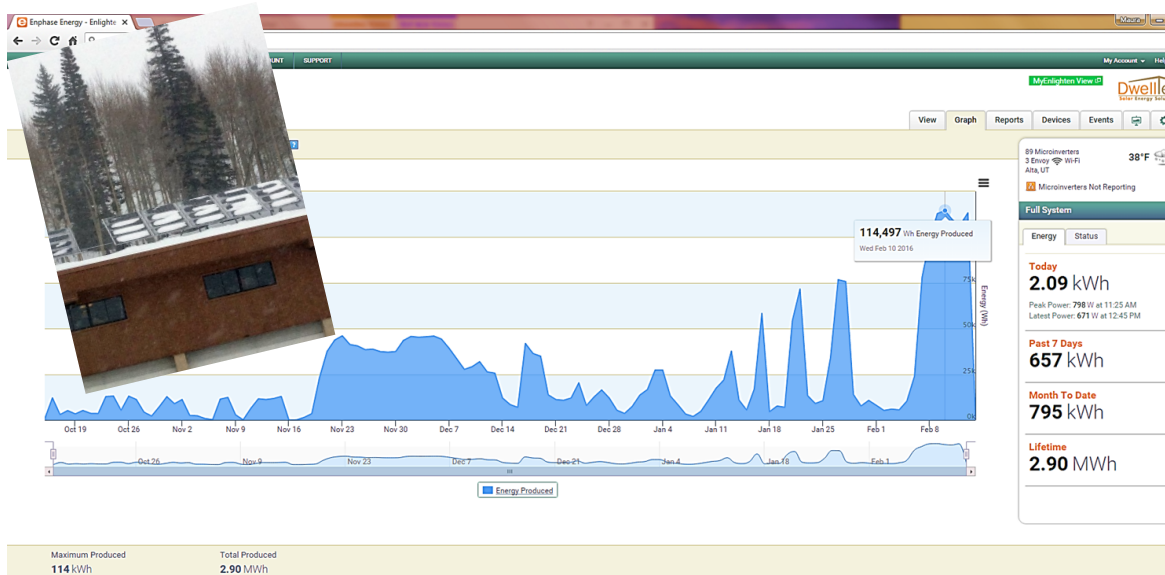 Enphase Energy - Enlighte
Maura
SUPPORT
My Account
MyEnlighten View
Dwelll
Solar Energy
View
Graph
Reports
Devices
Events
89 Microinverters
3 Envoy Wi-Fi
Alta, UT
38°F
Microinverters Not Reporting
Full System
Energy
Status
Today
2.09 kWh
Peak Power: 798 W at 11:25 AM
Latest Power: 671 W at 12:45 PM
Past 7 Days
657 kWh
Month To Date
795 kWh
Lifetime
2.90 MWh
114,497 Wh Energy Produced
Wed Feb 10 2016
75k
50k
25k
0k
Energy (Wh)
Oct 19 Oct 26 Nov 2 Nov 9 Nov 16 Nov 23 Nov 30 Dec 7 Dec 14 Dec 21 Dec 28 Jan 4 Jan 11 Jan 18 Jan 25 Feb 1 Feb 8
Oct 26 Nov 9 Nov 23 Dec 7 Dec 21 Jan 4 Jan 18 Feb 1
Energy Produced
Maximum Produced
114 kWh
Total Produced
2.90 MWh